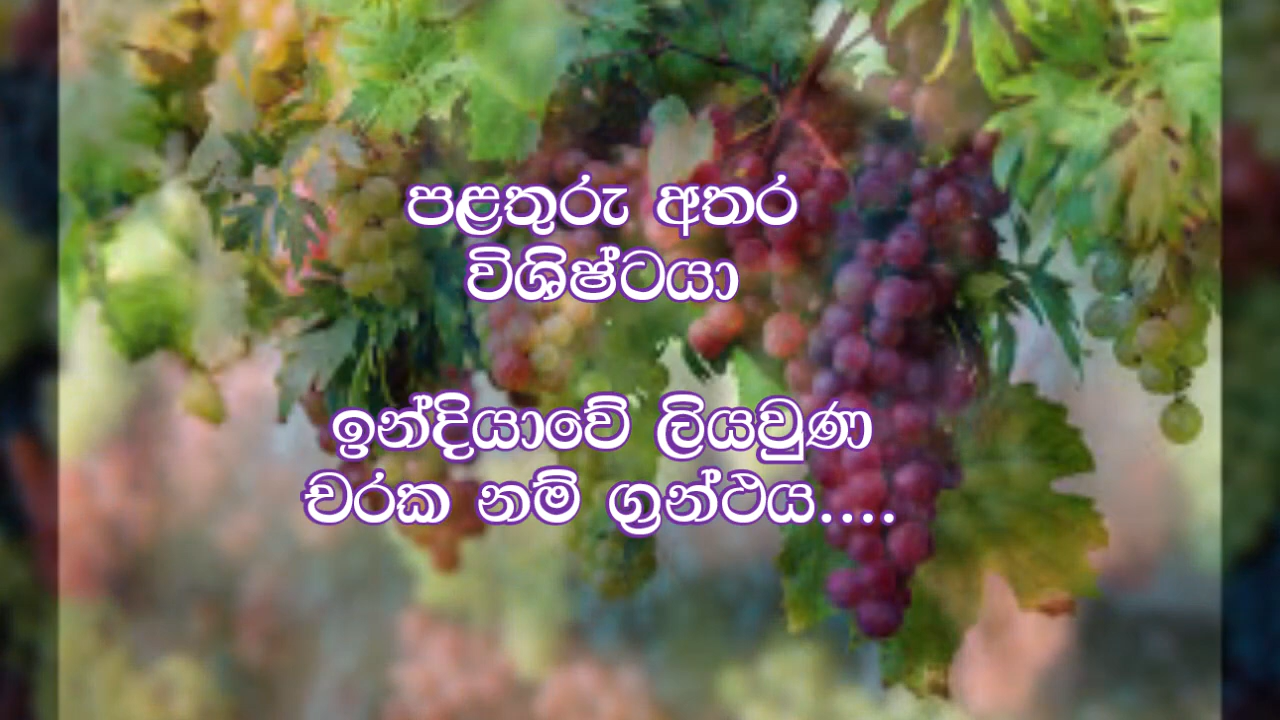 පළතුරු අතර
විශිෂ්ටයා
ඉන්දියාවේ ලියවුණ
චරක නම් ග්‍රන්ථය....